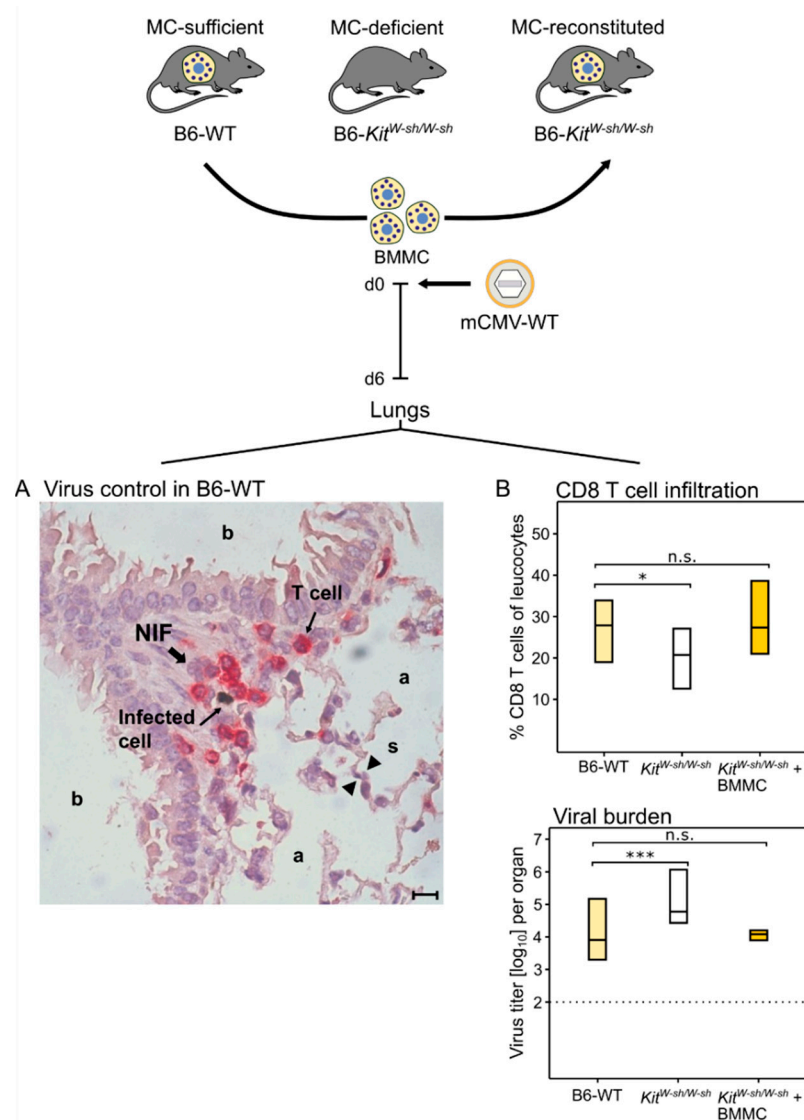 MC-sufficient MC-deficient MC-reconstituted
B6-WT B6-Kit^W-sh/W-sh B6-Kit^W-sh/W-sh
BMMC
d0
mCMV-WT
d6
Lungs
A Virus control in B6-WT
b
T cell
NIF
a
Infected
cell
s
b
a
B CD8 T cell infiltration
% CD8 T cells of leucocytes
50
40
30
20
10
n.s.
*
B6-WT Kit^W-sh/W-sh Kit^W-sh/W-sh +
BMMC
Viral burden
Virus titer [log₁₀] per organ
7
6
5
4
3
2
n.s.
***
B6-WT Kit^W-sh/W-sh Kit^W-sh/W-sh +
BMMC